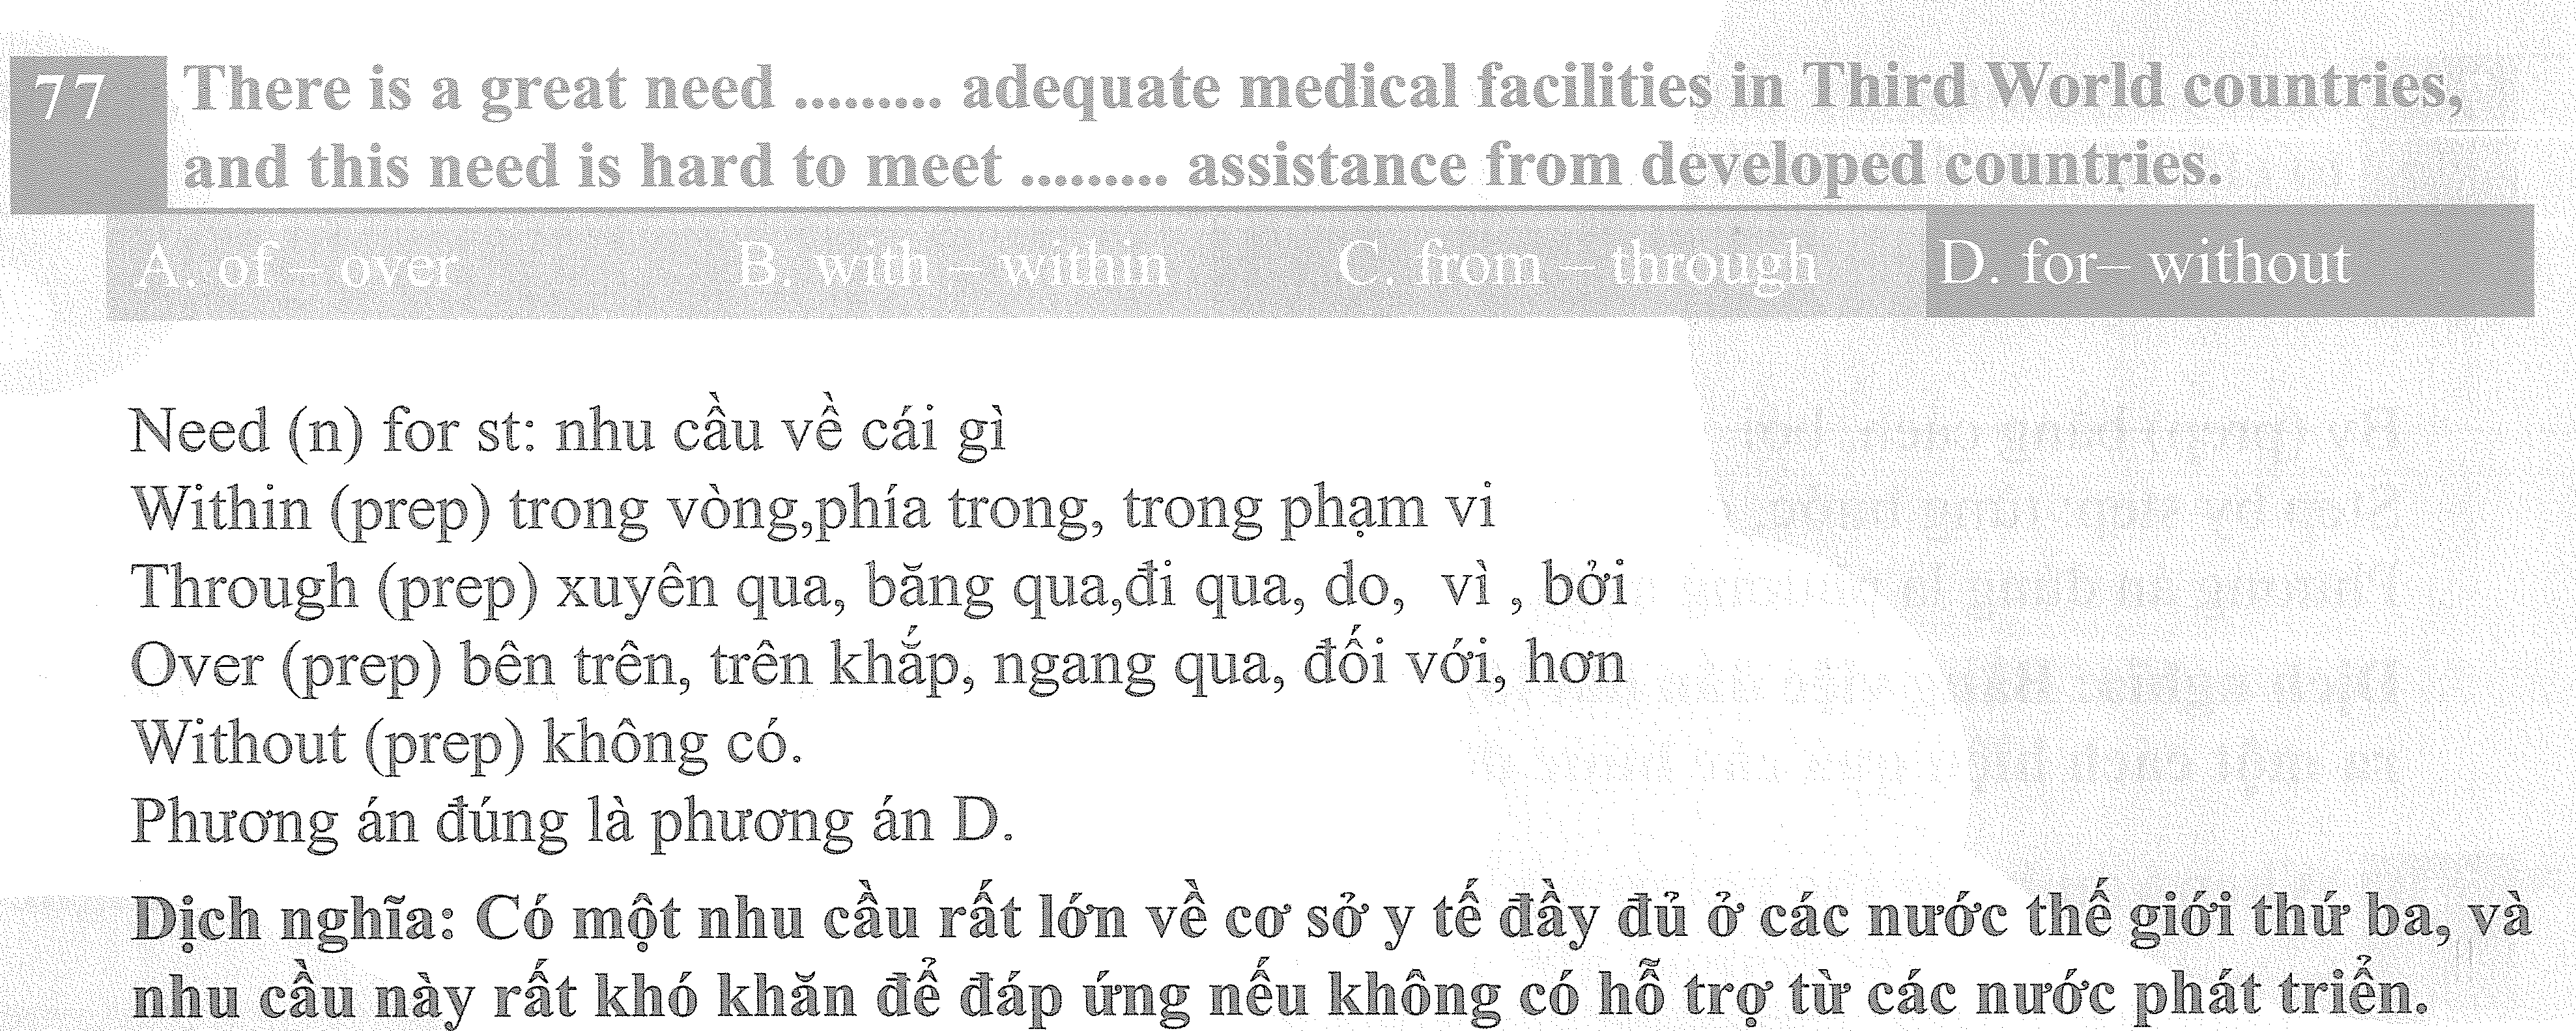 77 There is a great need ......... adequate medical facilities in Third World countries,
and this need is hard to meet ......... assistance from developed countries.
A. of – over B. with – within C. from – through D. for– without
Need (n) for st: nhu cầu về cái gì
Within (prep) trong vòng,phía trong, trong phạm vi
Through (prep) xuyên qua, băng qua,đi qua, do, vì , bởi
Over (prep) bên trên, trên khắp, ngang qua, đối với, hơn
Without (prep) không có.
Phương án đúng là phương án D.
Dịch nghĩa: Có một nhu cầu rất lớn về cơ sở y tế đầy đủ ở các nước thế giới thứ ba, và
nhu cầu này rất khó khăn để đáp ứng nếu không có hỗ trợ từ các nước phát triển.